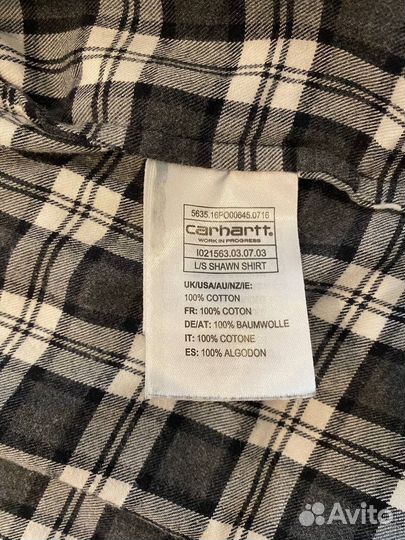 5635.16PO00845.0716
carhartt
WORK IN PROGRESS
I021563.03.07.03
L/S SHAWN SHIRT
UK/USA/AU/NZ/IE:
100% COTTON
FR: 100% COTON
DE/AT: 100% BAUMWOLLE
IT: 100% COTONE
ES: 100% ALGODON
Avito